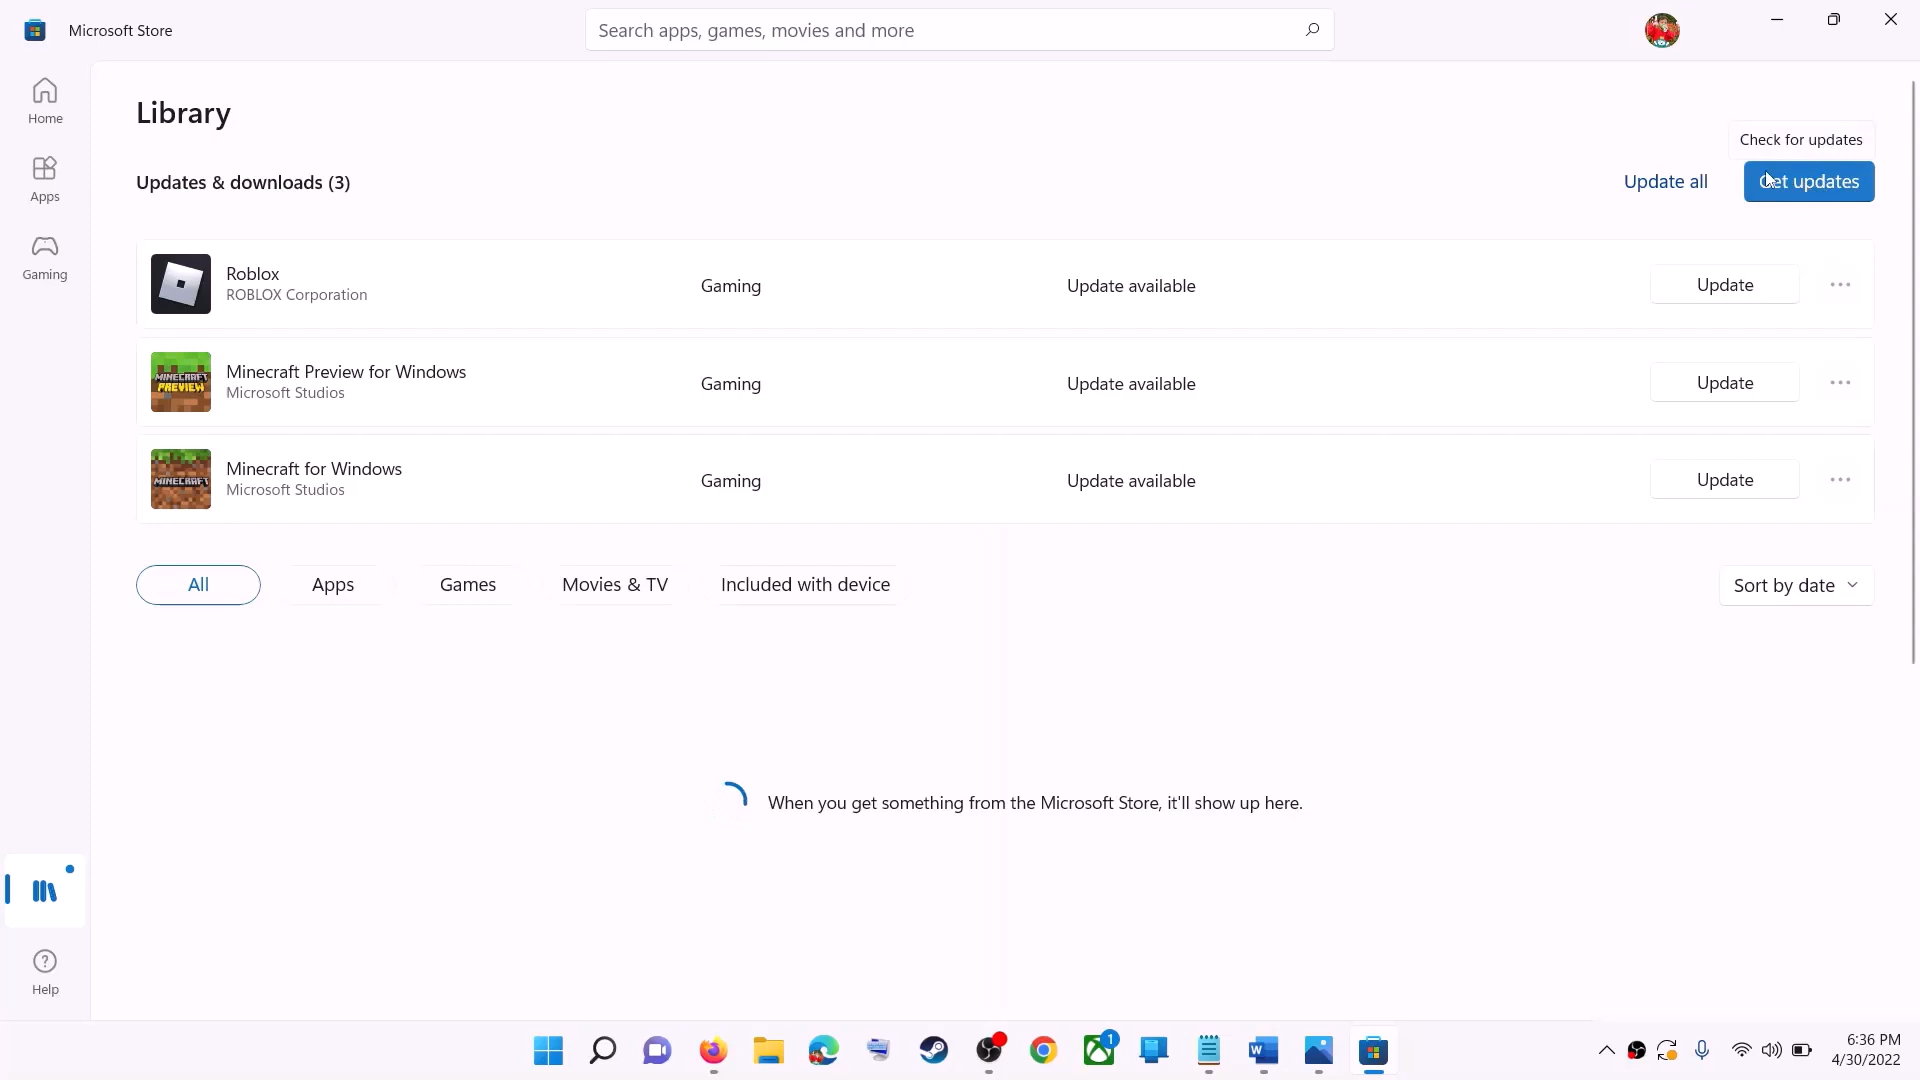 Microsoft Store
Search apps, games, movies and more
Home
Apps
Gaming
Library
Check for updates
Updates & downloads (3)
Update all
Get updates
Roblox
ROBLOX Corporation
Gaming
Update available
Update
MINECRAFT
PREVIEW
Minecraft Preview for Windows
Microsoft Studios
Gaming
Update available
Update
MINECRAFT
Minecraft for Windows
Microsoft Studios
Gaming
Update available
Update
All
Apps
Games
Movies & TV
Included with device
Sort by date
When you get something from the Microsoft Store, it'll show up here.
Help
1
W
6:36 PM
4/30/2022